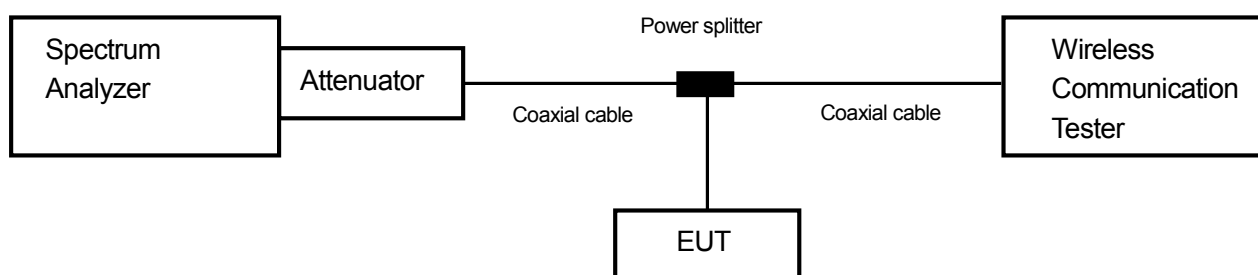 Power splitter
Spectrum
Analyzer
Attenuator
Coaxial cable
Coaxial cable
Wireless
Communication
Tester
EUT